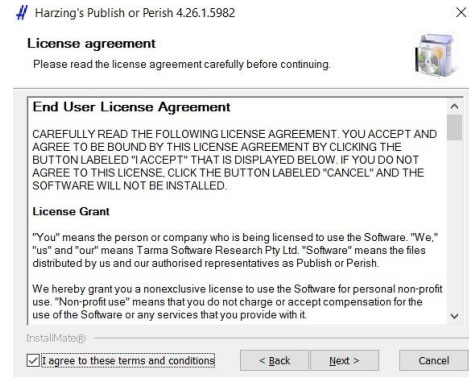 Harzing's Publish or Perish 4.26.1.5982
License agreement
Please read the license agreement carefully before continuing.
End User License Agreement
CAREFULLY READ THE FOLLOWING LICENSE AGREEMENT. YOU ACCEPT AND
AGREE TO BE BOUND BY THIS LICENSE AGREEMENT BY CLICKING THE
BUTTON LABELED "I ACCEPT" THAT IS DISPLAYED BELOW. IF YOU DO NOT
AGREE TO THIS LICENSE, CLICK THE BUTTON LABELED "CANCEL" AND THE
SOFTWARE WILL NOT BE INSTALLED.
License Grant
"You" means the person or company who is being licensed to use the Software. "We,"
"us" and "our" means Tarma Software Research Pty Ltd. "Software" means the files
distributed by us and our authorised representatives as Publish or Perish.
We hereby grant you a nonexclusive license to use the Software for personal non-profit
use. "Non-profit use" means that you do not charge or accept compensation for the
use of the Software or any services that you provide with it.
InstallMate®
I agree to these terms and conditions < Back Next > Cancel